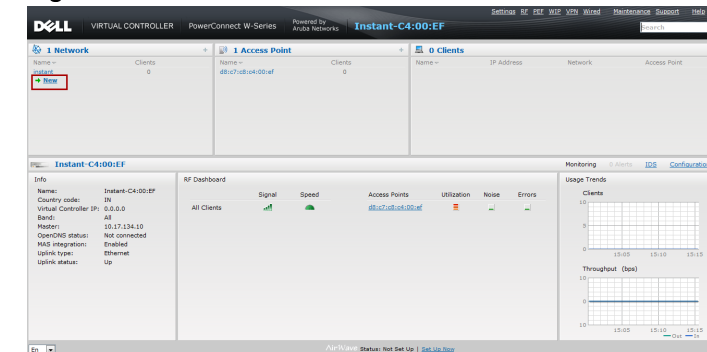 Settings RF PEF WIP VPN Wired Maintenance Support Help
DELL VIRTUAL CONTROLLER PowerConnect W-Series Powered by Aruba Networks Instant-C4:00:EF
Search
1 Network +
Name Clients
instant 0
New
1 Access Point +
Name Clients
d8:c7:c8:c4:00:ef 0
0 Clients
Name IP Address Network Access Point
Instant-C4:00:EF
Monitoring 0 Alerts IDS Configuration
Info
Name: Instant-C4:00:EF
Country code: IN
Virtual Controller IP: 0.0.0.0
Band: All
Master: 10.17.134.10
OpenDNS status: Not connected
MAS integration: Enabled
Uplink type: Ethernet
Uplink status: Up
RF Dashboard
Signal Speed Access Points Utilization Noise Errors
All Clients d8:c7:c8:c4:00:ef
Usage Trends
Clients
10
5
0
15:05 15:10 15:15
Throughput (bps)
10
0
10
15:05 15:10 15:15
Out In
En
AirWave Status: Not Set Up | Set Up Now